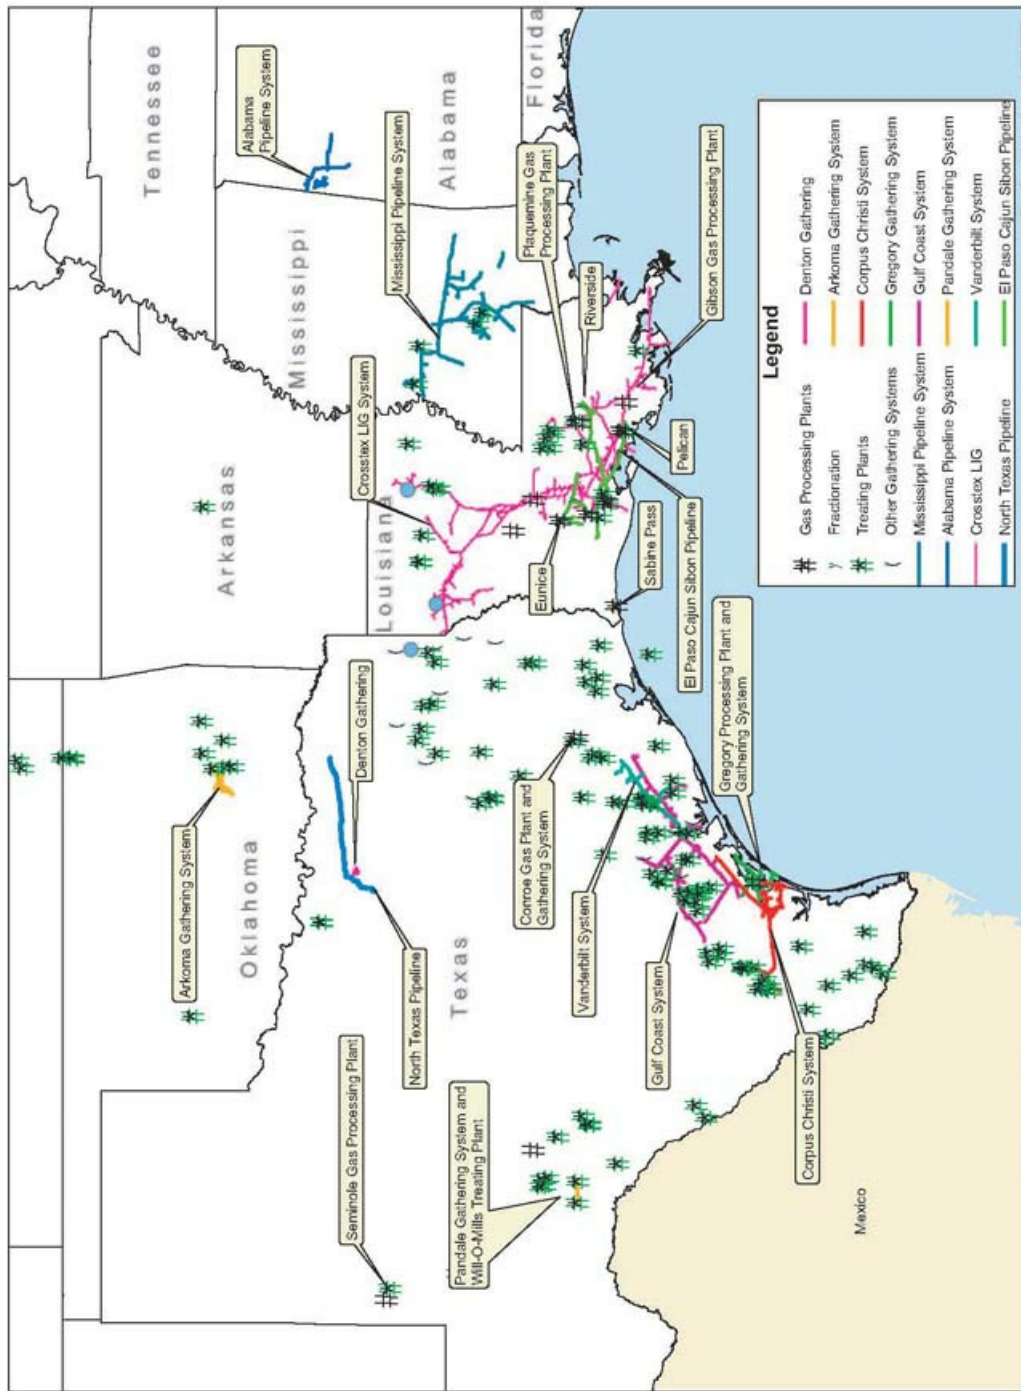 Tennessee
Alabama
Pipeline System
Alabama
Florida
Mississippi
Mississippi Pipeline System
Plaquemine Gas
Processing Plant
Riverside
Gibson Gas Processing Plant
Arkansas
Crosstex LIG System
Louisiana
Eunice
Sabine Pass
El Paso Cajun Sibon Pipeline
Pelican
Arkoma Gathering System
Oklahoma
Denton Gathering
North Texas Pipeline
Texas
Conroe Gas Plant and
Gathering System
Vanderbilt System
Gulf Coast System
Gregory Processing Plant and
Gathering System
Corpus Christi System
Seminole Gas Processing Plant
Pandale Gathering System and
Will-O-Mills Treating Plant
Mexico
Legend
Gas Processing Plants
Fractionation
Treating Plants
Other Gathering Systems
Mississippi Pipeline System
Alabama Pipeline System
Crosstex LIG
North Texas Pipeline
Denton Gathering
Arkoma Gathering System
Corpus Christi System
Gregory Gathering System
Gulf Coast System
Pandale Gathering System
Vanderbilt System
El Paso Cajun Sibon Pipeline